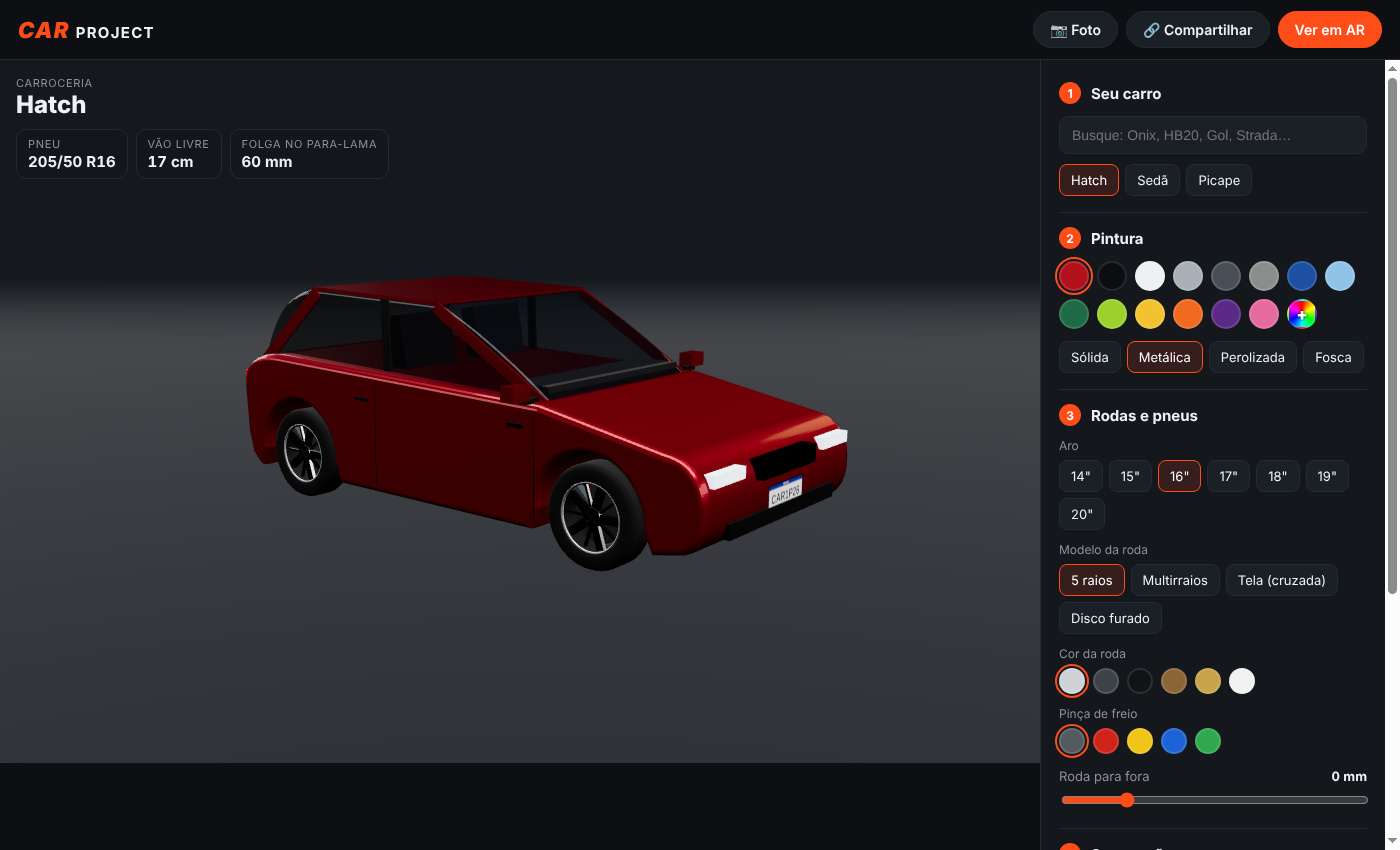 CAR PROJECT
📷 Foto
🔗 Compartilhar
Ver em AR
CARROCERIA
Hatch
PNEU
205/50 R16
VÃO LIVRE
17 cm
FOLGA NO PARA-LAMA
60 mm
CAR1P26
1 Seu carro
Busque: Onix, HB20, Gol, Strada…
Hatch Sedã Picape
2 Pintura
+
Sólida Metálica Perolizada Fosca
3 Rodas e pneus
Aro
14" 15" 16" 17" 18" 19"
20"
Modelo da roda
5 raios Multirraios Tela (cruzada)
Disco furado
Cor da roda
Pinça de freio
Roda para fora 0 mm